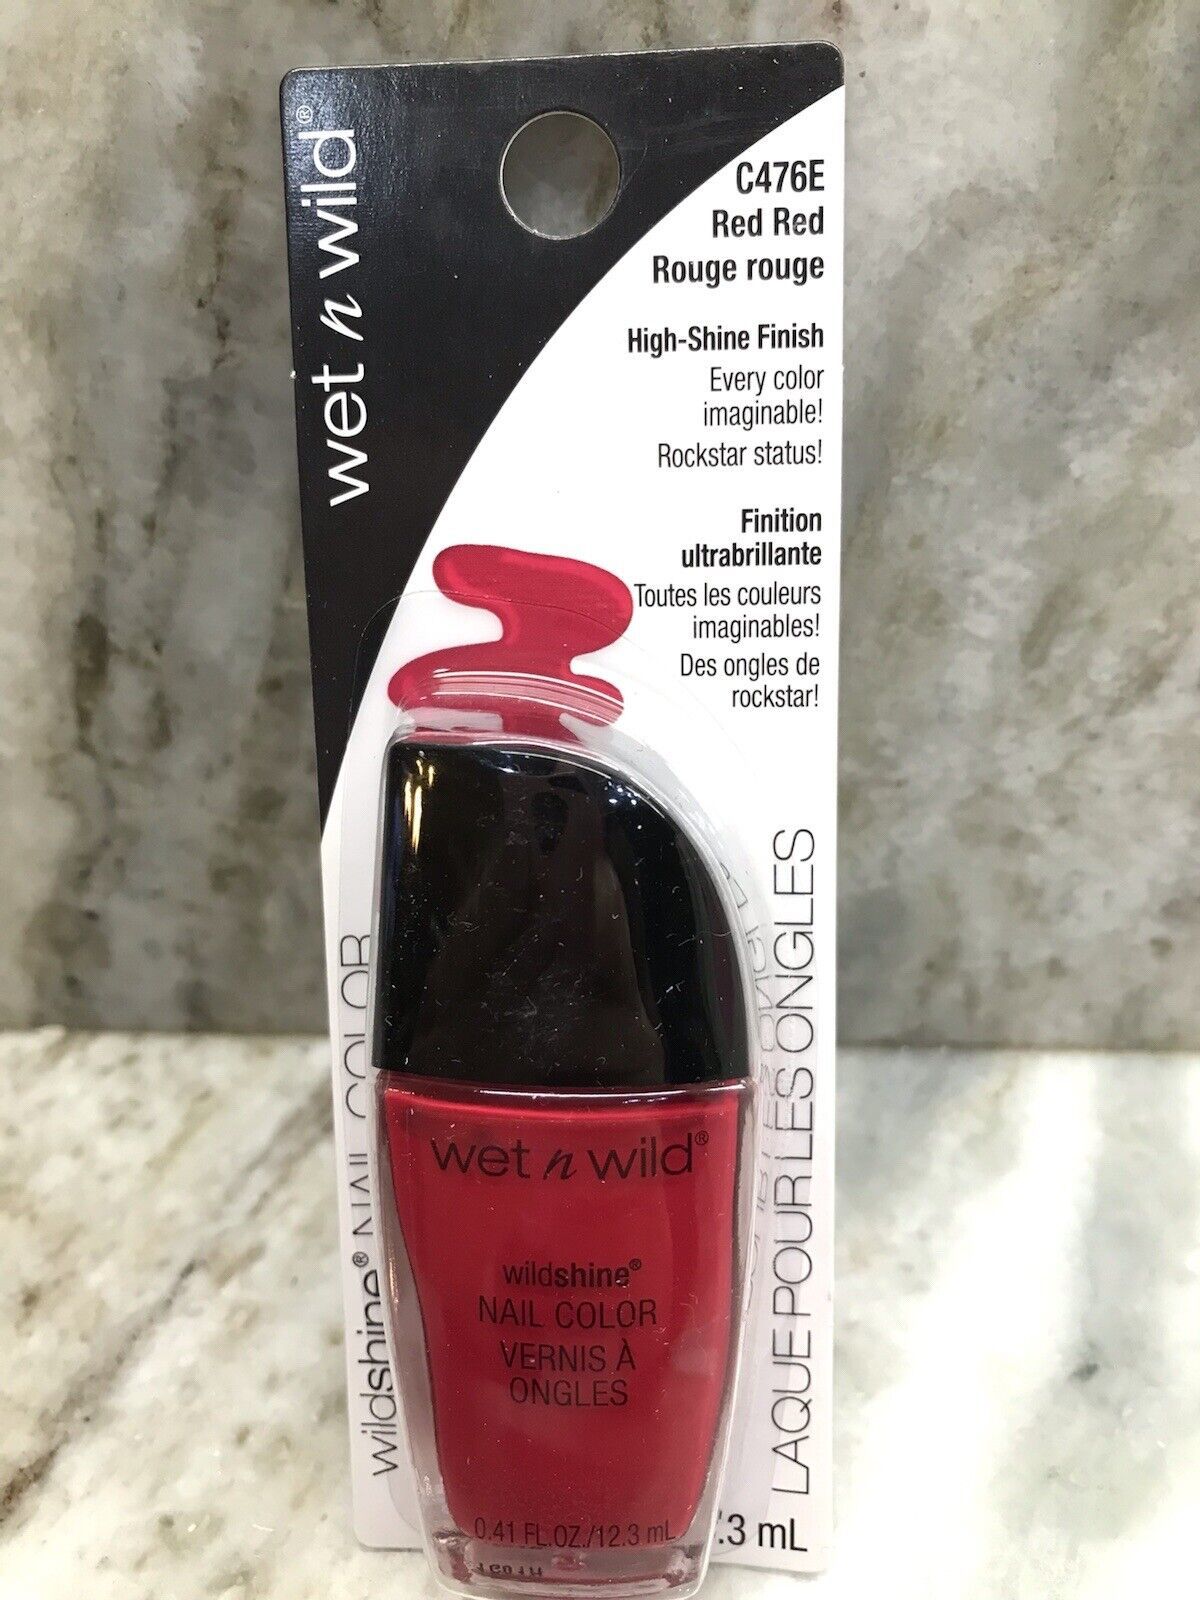 wet n wild®
C476E
Red Red
Rouge rouge
High-Shine Finish
Every color
imaginable!
Rockstar status!
Finition
ultrabrillante
Toutes les couleurs
imaginables!
Des ongles de
rockstar!
wildshine® NAIL COLOR
LAQUE POUR LES ONGLES
wet n wild®
wildshine®
NAIL COLOR
VERNIS À
ONGLES
0.41 FL.OZ./12.3 mL
.3 mL